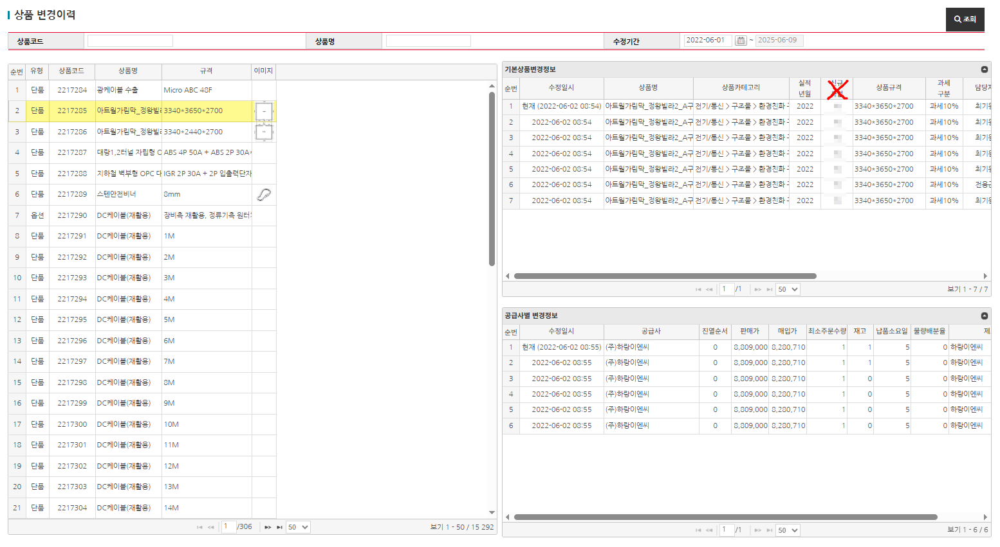 상품 변경이력
조회
상품코드 상품명 수정기간 2022-06-01 ~ 2025-06-09
순번 유형 상품코드 상품명 규격 이미지
1 단품 2217284 광케이블 수출 Micro ABC 48F
2 단품 2217285 아트월가림막_정왕빌라 3340*3650*2700
3 단품 2217286 아트월가림막_정왕빌라 3340*2440*2700
4 단품 2217287 대랑1,2터널 자립형 O ABS 4P 50A + ABS 2P 30A*
5 단품 2217288 지하철 벽부형 OPC 대 IGR 2P 30A + 2P 입출력단자
6 단품 2217289 스텐안전비너 8mm
7 옵션 2217290 DC케이블(재활용) 장비측 재활용, 정류기측 원터치
8 단품 2217291 DC케이블(재활용) 1M
9 단품 2217292 DC케이블(재활용) 2M
10 단품 2217293 DC케이블(재활용) 3M
11 단품 2217294 DC케이블(재활용) 4M
12 단품 2217295 DC케이블(재활용) 5M
13 단품 2217296 DC케이블(재활용) 6M
14 단품 2217297 DC케이블(재활용) 7M
15 단품 2217298 DC케이블(재활용) 8M
16 단품 2217299 DC케이블(재활용) 9M
17 단품 2217300 DC케이블(재활용) 10M
18 단품 2217301 DC케이블(재활용) 11M
19 단품 2217302 DC케이블(재활용) 12M
20 단품 2217303 DC케이블(재활용) 13M
21 단품 2217304 DC케이블(재활용) 14M
1 /306 50 보기 1 - 50 / 15 292
기본상품변경정보
순번 수정일시 상품명 상품카테고리 실적 년월 신규 상품규격 과세 구분 담당자
1 현재 (2022-06-02 08:54) 아트월가림막_정왕빌라2_A구 전기/통신 > 구조물 > 환경친화 구 2022 3340*3650*2700 과세10% 최기원
2 2022-06-02 08:54 아트월가림막_정왕빌라2_A구 전기/통신 > 구조물 > 환경친화 구 2022 3340*3650*2700 과세10% 최기원
3 2022-06-02 08:54 아트월가림막_정왕빌라2_A구 전기/통신 > 구조물 > 환경친화 구 2022 3340*3650*2700 과세10% 최기원
4 2022-06-02 08:54 아트월가림막_정왕빌라2_A구 전기/통신 > 구조물 > 환경친화 구 2022 3340*3650*2700 과세10% 최기원
5 2022-06-02 08:54 아트월가림막_정왕빌라2_A구 전기/통신 > 구조물 > 환경친화 구 2022 3340*3650*2700 과세10% 최기원
6 2022-06-02 08:54 아트월가림막_정왕빌라2_A구 전기/통신 > 구조물 > 환경친화 구 2022 3340*3650*2700 과세10% 전용근
7 2022-06-02 08:54 아트월가림막_정왕빌라2_A구 전기/통신 > 구조물 > 환경친화 구 2022 3340*3650*2700 과세10% 최기원
1 /1 50 보기 1 - 7 / 7
공급사별 변경정보
순번 수정일시 공급사 진열순서 판매가 매입가 최소주문수량 재고 납품소요일 물량배분율 제
1 현재 (2022-06-02 08:55) (주)하랑이엔씨 0 8,809,000 8,280,710 1 1 5 0 하랑이엔씨
2 2022-06-02 08:55 (주)하랑이엔씨 0 8,809,000 8,280,710 1 1 5 0 하랑이엔씨
3 2022-06-02 08:55 (주)하랑이엔씨 0 8,809,000 8,280,710 1 0 5 0 하랑이엔씨
4 2022-06-02 08:55 (주)하랑이엔씨 0 8,809,000 8,280,710 1 0 5 0 하랑이엔씨
5 2022-06-02 08:55 (주)하랑이엔씨 0 8,809,000 8,280,710 1 0 5 0 하랑이엔씨
6 2022-06-02 08:55 (주)하랑이엔씨 0 8,809,000 8,280,710 1 0 5 0 하랑이엔씨
1 /1 50 보기 1 - 6 / 6